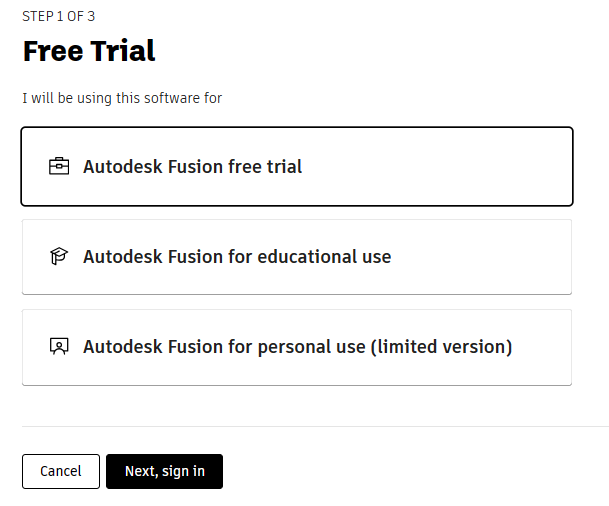 STEP 1 OF 3
Free Trial
I will be using this software for
Autodesk Fusion free trial
Autodesk Fusion for educational use
Autodesk Fusion for personal use (limited version)
Cancel
Next, sign in